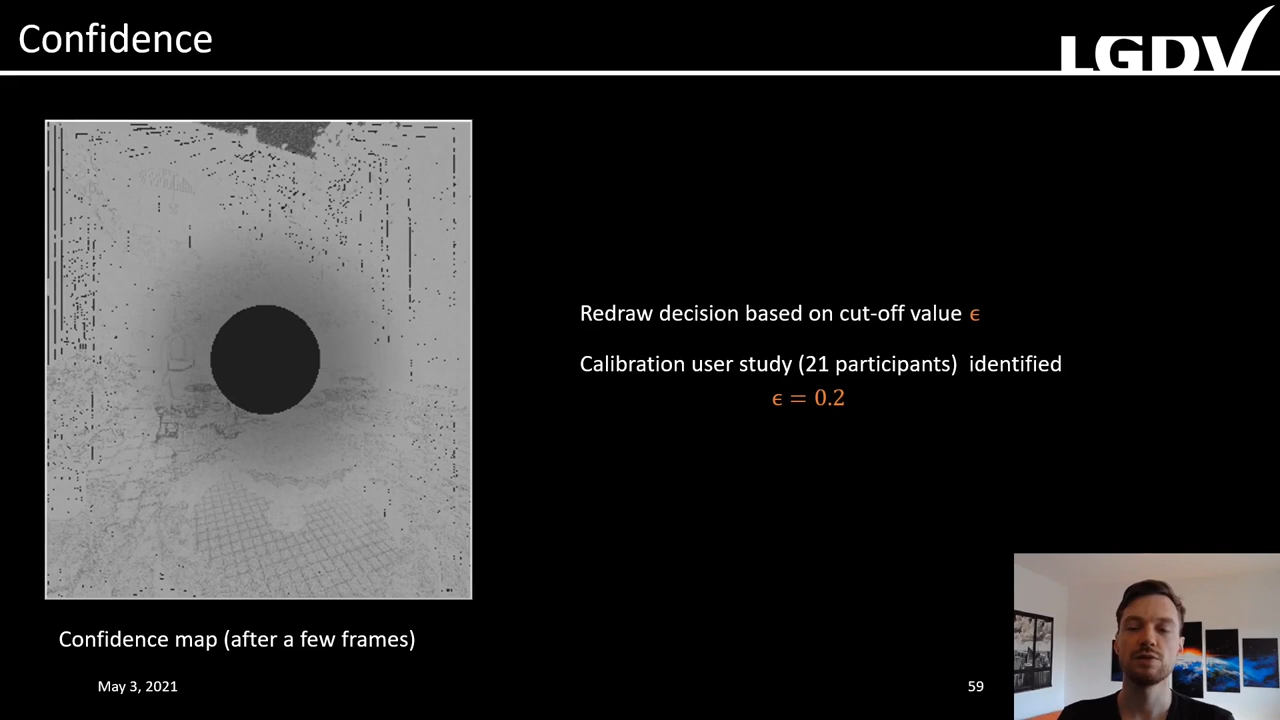 Confidence
LGDV
Redraw decision based on cut-off value ϵ
Calibration user study (21 participants) identified
ϵ = 0.2
Confidence map (after a few frames)
May 3, 2021
59